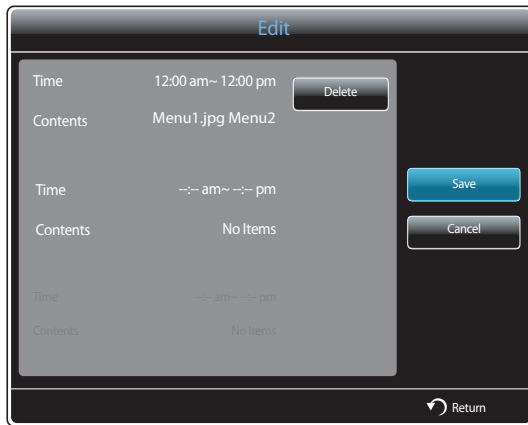 Edit
Time 12:00 am~ 12:00 pm
Delete
Contents Menu1.jpg Menu2
Time --:-- am~ --:-- pm
Save
Contents No Items
Cancel
Time --:-- am~ --:-- pm
Contents No Items
Return